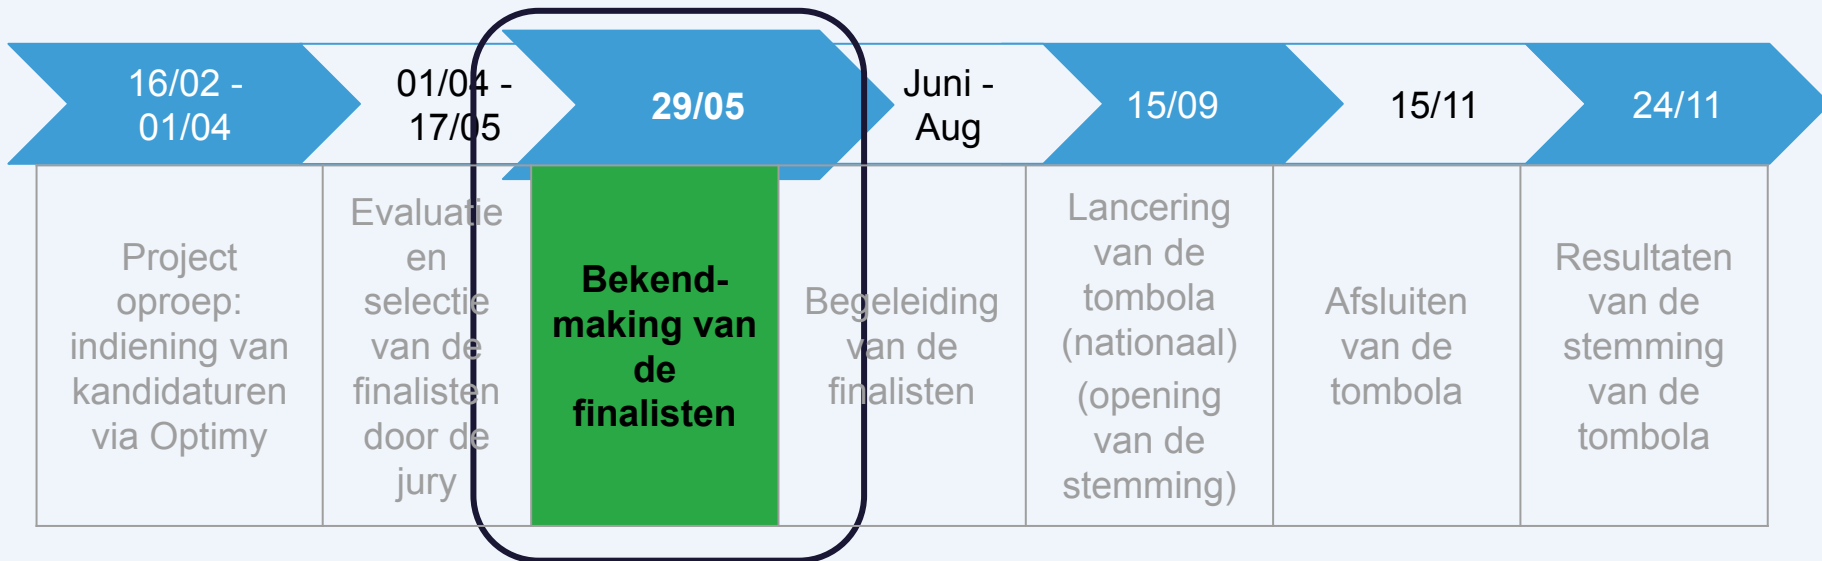 16/02 -
01/04
01/04 -
17/05
29/05
Juni -
Aug
15/09
15/11
24/11
Project
oproep:
indiening van
kandidaturen
via Optimy
Evaluatie
en
selectie
van de
finalisten
door de
jury
Bekend-
making van
de
finalisten
Begeleiding
van de
finalisten
Lancering
van de
tombola
(nationaal)
(opening
van de
stemming)
Afsluiten
van de
tombola
Resultaten
van de
stemming
van de
tombola